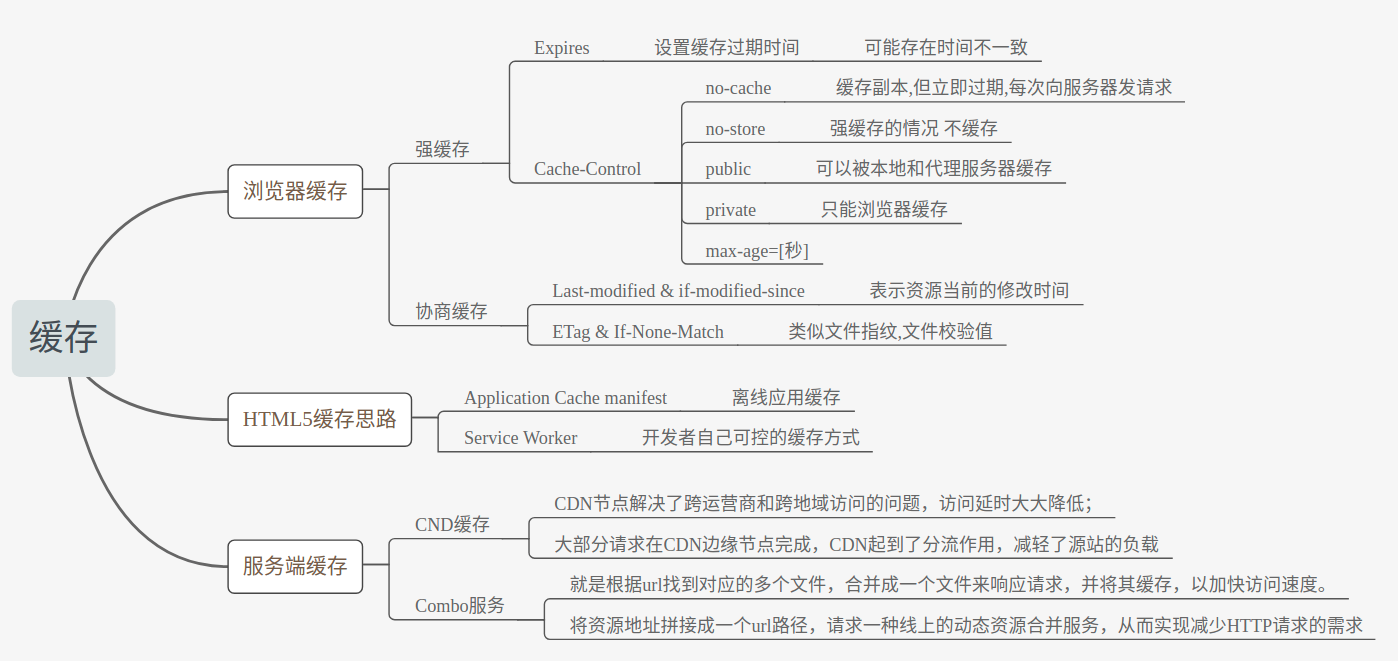 缓存
浏览器缓存
强缓存
Expires 设置缓存过期时间 可能存在时间不一致
Cache-Control
no-cache 缓存副本,但立即过期,每次向服务器发请求
no-store 强缓存的情况 不缓存
public 可以被本地和代理服务器缓存
private 只能浏览器缓存
max-age=[秒]
协商缓存
Last-modified & if-modified-since 表示资源当前的修改时间
ETag & If-None-Match 类似文件指纹,文件校验值
HTML5缓存思路
Application Cache manifest 离线应用缓存
Service Worker 开发者自己可控的缓存方式
服务端缓存
CND缓存
CDN节点解决了跨运营商和跨地域访问的问题，访问延时大大降低；
大部分请求在CDN边缘节点完成，CDN起到了分流作用，减轻了源站的负载
Combo服务
就是根据url找到对应的多个文件，合并成一个文件来响应请求，并将其缓存，以加快访问速度。
将资源地址拼接成一个url路径，请求一种线上的动态资源合并服务，从而实现减少HTTP请求的需求